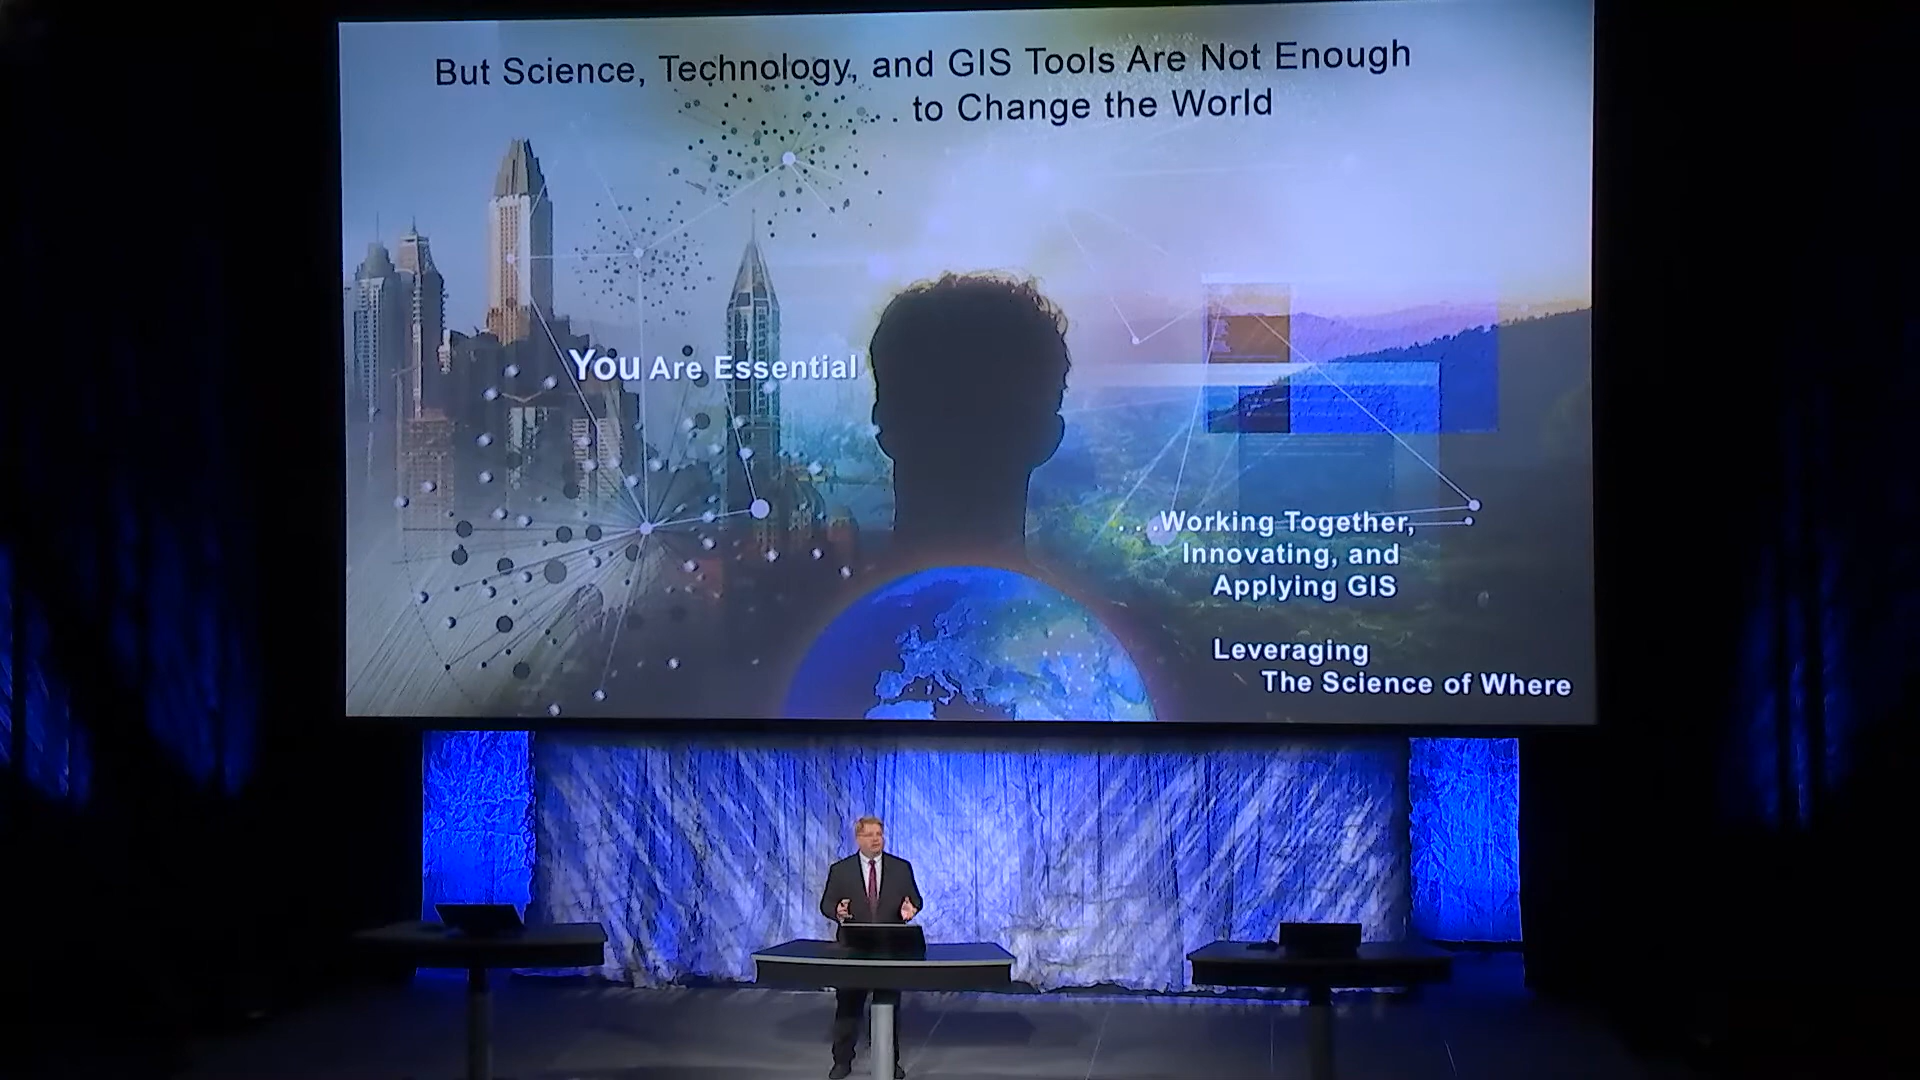 But Science, Technology, and GIS Tools Are Not Enough
. . to Change the World
You Are Essential
. . .Working Together,
Innovating, and
Applying GIS
Leveraging
The Science of Where